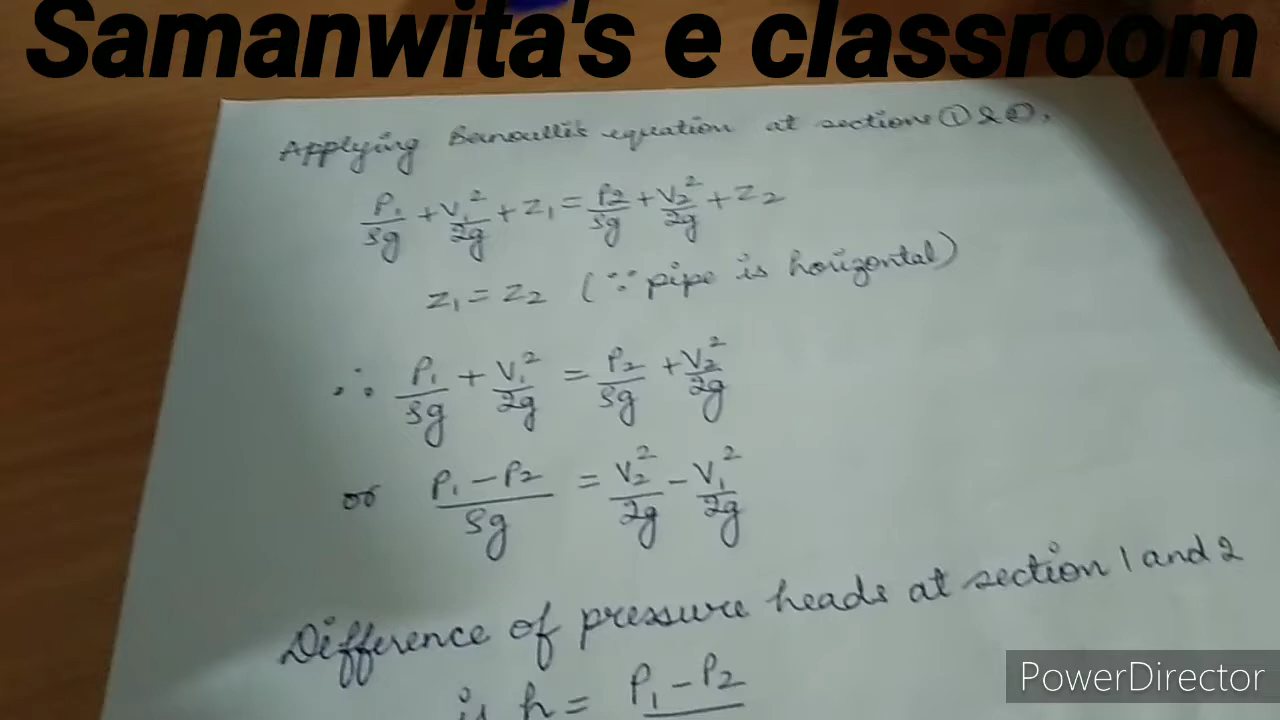 Samanwita's e classroom
Applying Banoulli's equation at sections ① & ②,
P₁/ρg + V₁²/2g + Z₁ = P₂/ρg + V₂²/2g + Z₂
Z₁ = Z₂ (∵ pipe is horizontal)
∴ P₁/ρg + V₁²/2g = P₂/ρg + V₂²/2g
or P₁ - P₂/ρg = V₂²/2g - V₁²/2g
Difference of pressure heads at section 1 and 2
is h = P₁ - P₂
PowerDirector